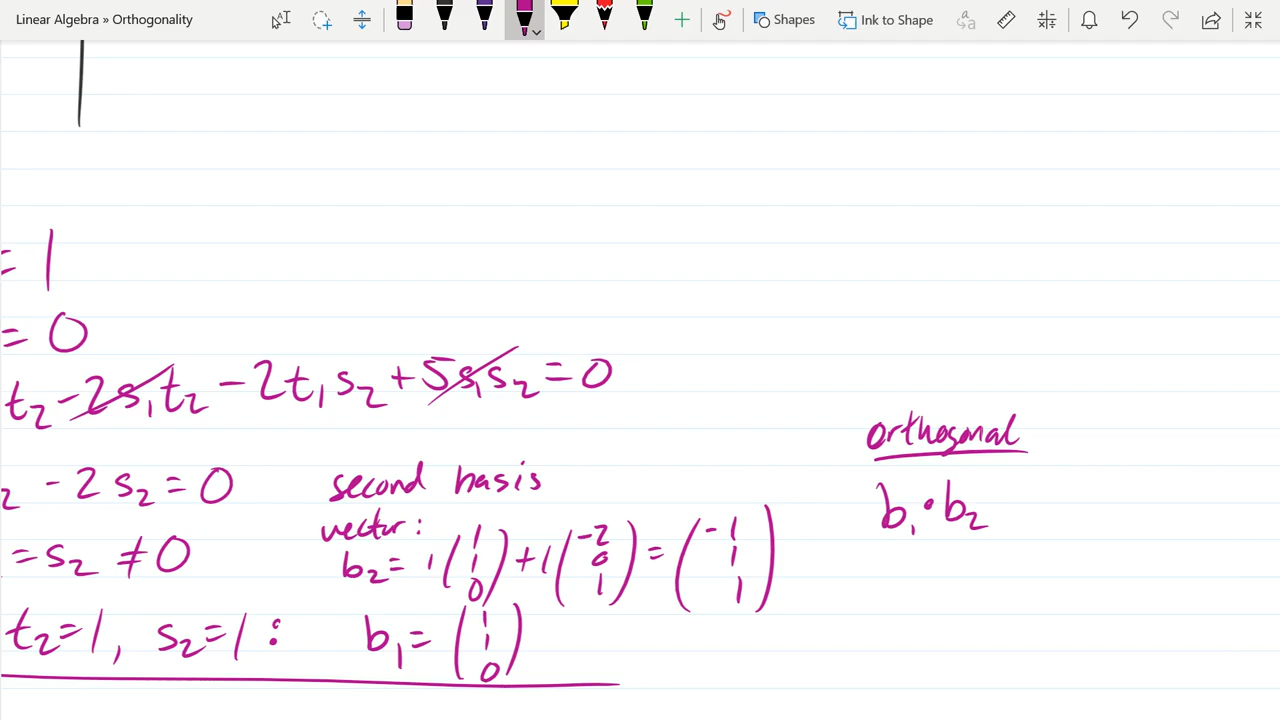 Linear Algebra » Orthogonality
Shapes
Ink to Shape
= 1
= 0
t₂ - 2s₁t₂ - 2t₁s₂ + 5s₁s₂ = 0
orthogonal
₂ - 2s₂ = 0
second basis
vector:
b₁ • b₂
= s₂ ≠ 0
b₂ = 1 (1 1 0) + 1 (-2 0 1) = (-1 1 1)
t₂ = 1, s₂ = 1 :
b₁ = (1 1 0)